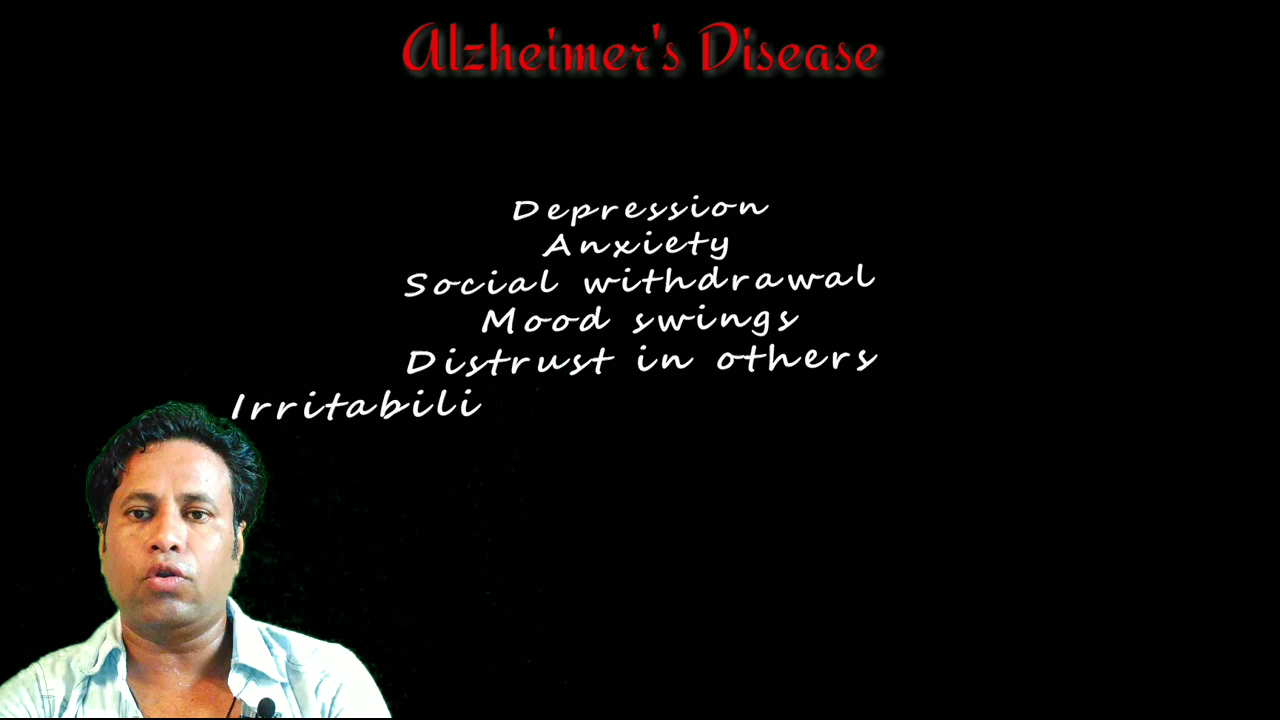 Alzheimer's Disease
Depression
Anxiety
Social withdrawal
Mood swings
Distrust in others
Irritabili